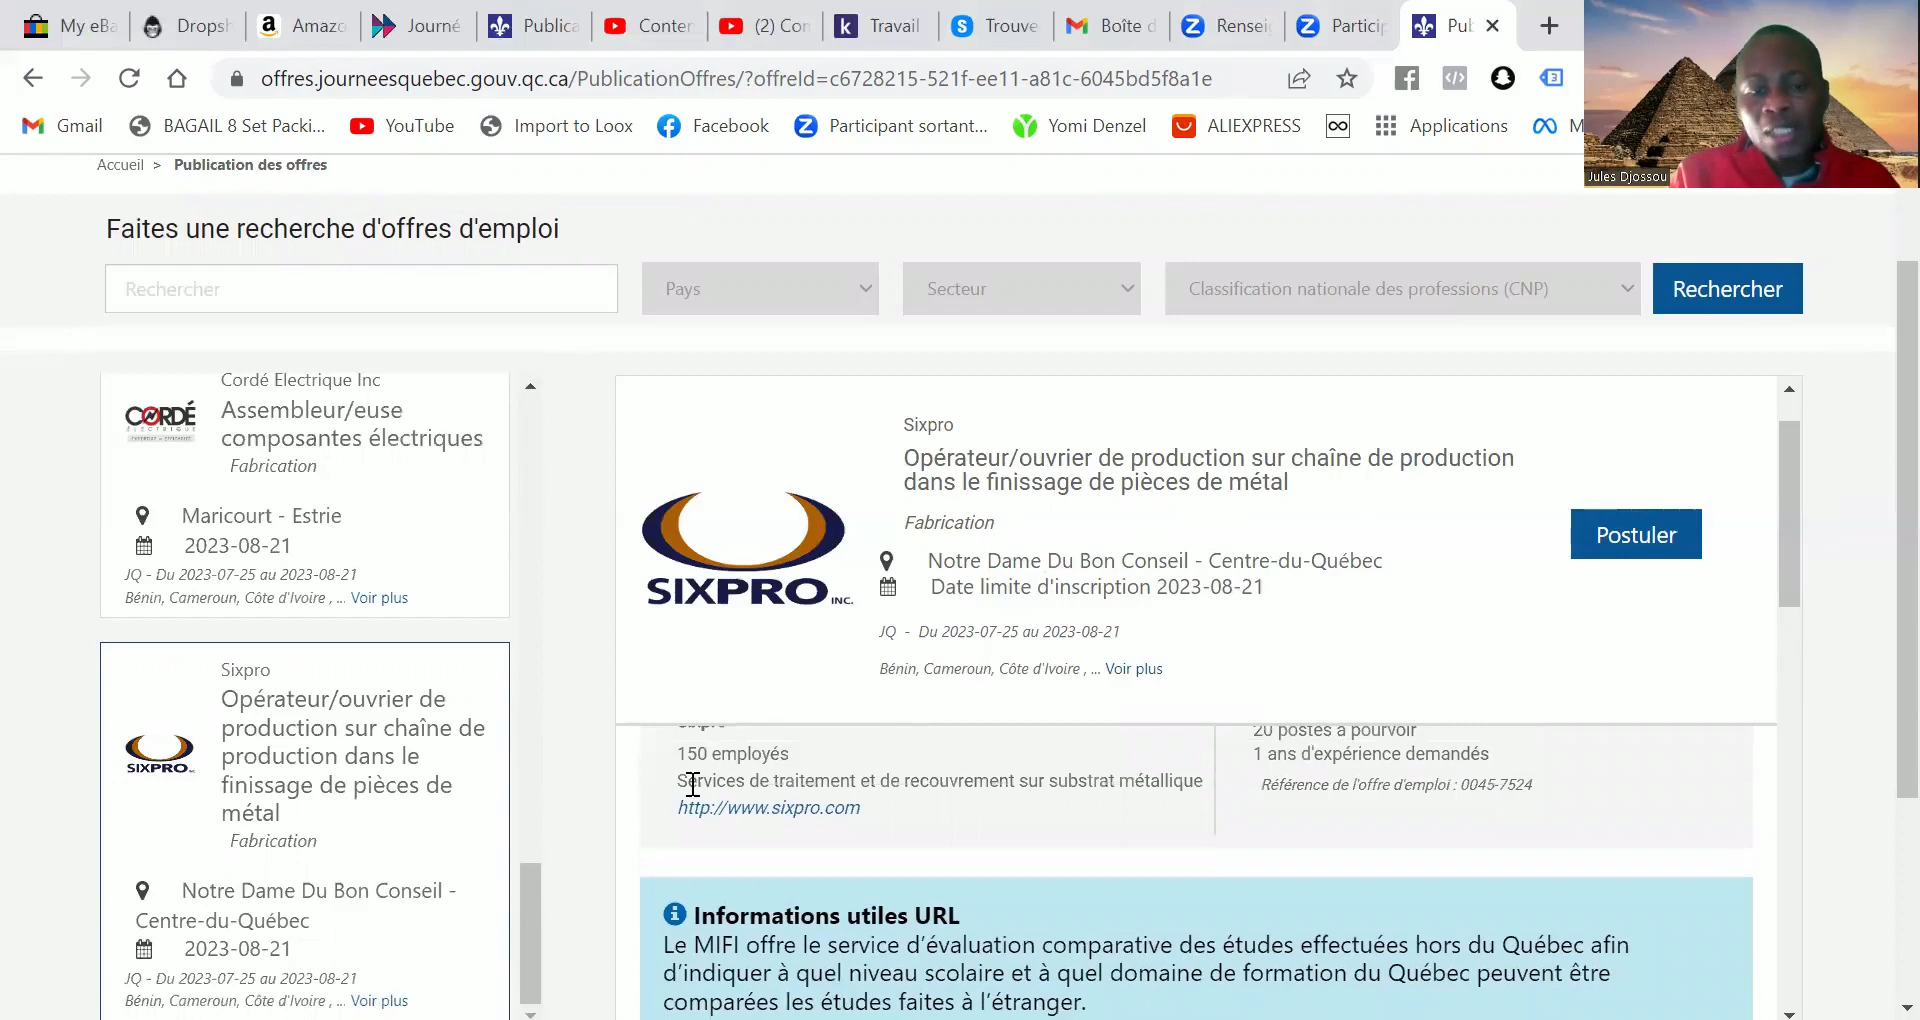 My eBa
Dropsh
Amazo
Journé
Publica
Conter
(2) Con
Travail
Trouve
Boîte d
Rensei
Particip
Pub
offres.journeesquebec.gouv.qc.ca/PublicationOffres/?offreId=c6728215-521f-ee11-a81c-6045bd5f8a1e
Gmail
BAGAIL 8 Set Packi...
YouTube
Import to Loox
Facebook
Participant sortant...
Yomi Denzel
ALIEXPRESS
Applications
M
Jules Djossou
Accueil > Publication des offres
Faites une recherche d'offres d'emploi
Rechercher
Pays
Secteur
Classification nationale des professions (CNP)
Rechercher
Cordé Electrique Inc
CORDÉ
ÉLECTRIQUE
Assembleur/euse
composantes électriques
Fabrication
Maricourt - Estrie
2023-08-21
JQ - Du 2023-07-25 au 2023-08-21
Bénin, Cameroun, Côte d'Ivoire , ... Voir plus
Sixpro
SIXPRO
Opérateur/ouvrier de
production sur chaîne de
production dans le
finissage de pièces de
métal
Fabrication
Notre Dame Du Bon Conseil -
Centre-du-Québec
2023-08-21
JQ - Du 2023-07-25 au 2023-08-21
Bénin, Cameroun, Côte d'Ivoire , ... Voir plus
SIXPRO INC.
Sixpro
Opérateur/ouvrier de production sur chaîne de production
dans le finissage de pièces de métal
Fabrication
Notre Dame Du Bon Conseil - Centre-du-Québec
Date limite d'inscription 2023-08-21
JQ - Du 2023-07-25 au 2023-08-21
Bénin, Cameroun, Côte d'Ivoire , ... Voir plus
Postuler
Sixpro
150 employés
Services de traitement et de recouvrement sur substrat métallique
http://www.sixpro.com
20 postes à pourvoir
1 ans d'expérience demandés
Référence de l'offre d'emploi : 0045-7524
Informations utiles URL
Le MIFI offre le service d'évaluation comparative des études effectuées hors du Québec afin
d'indiquer à quel niveau scolaire et à quel domaine de formation du Québec peuvent être
comparées les études faites à l'étranger.